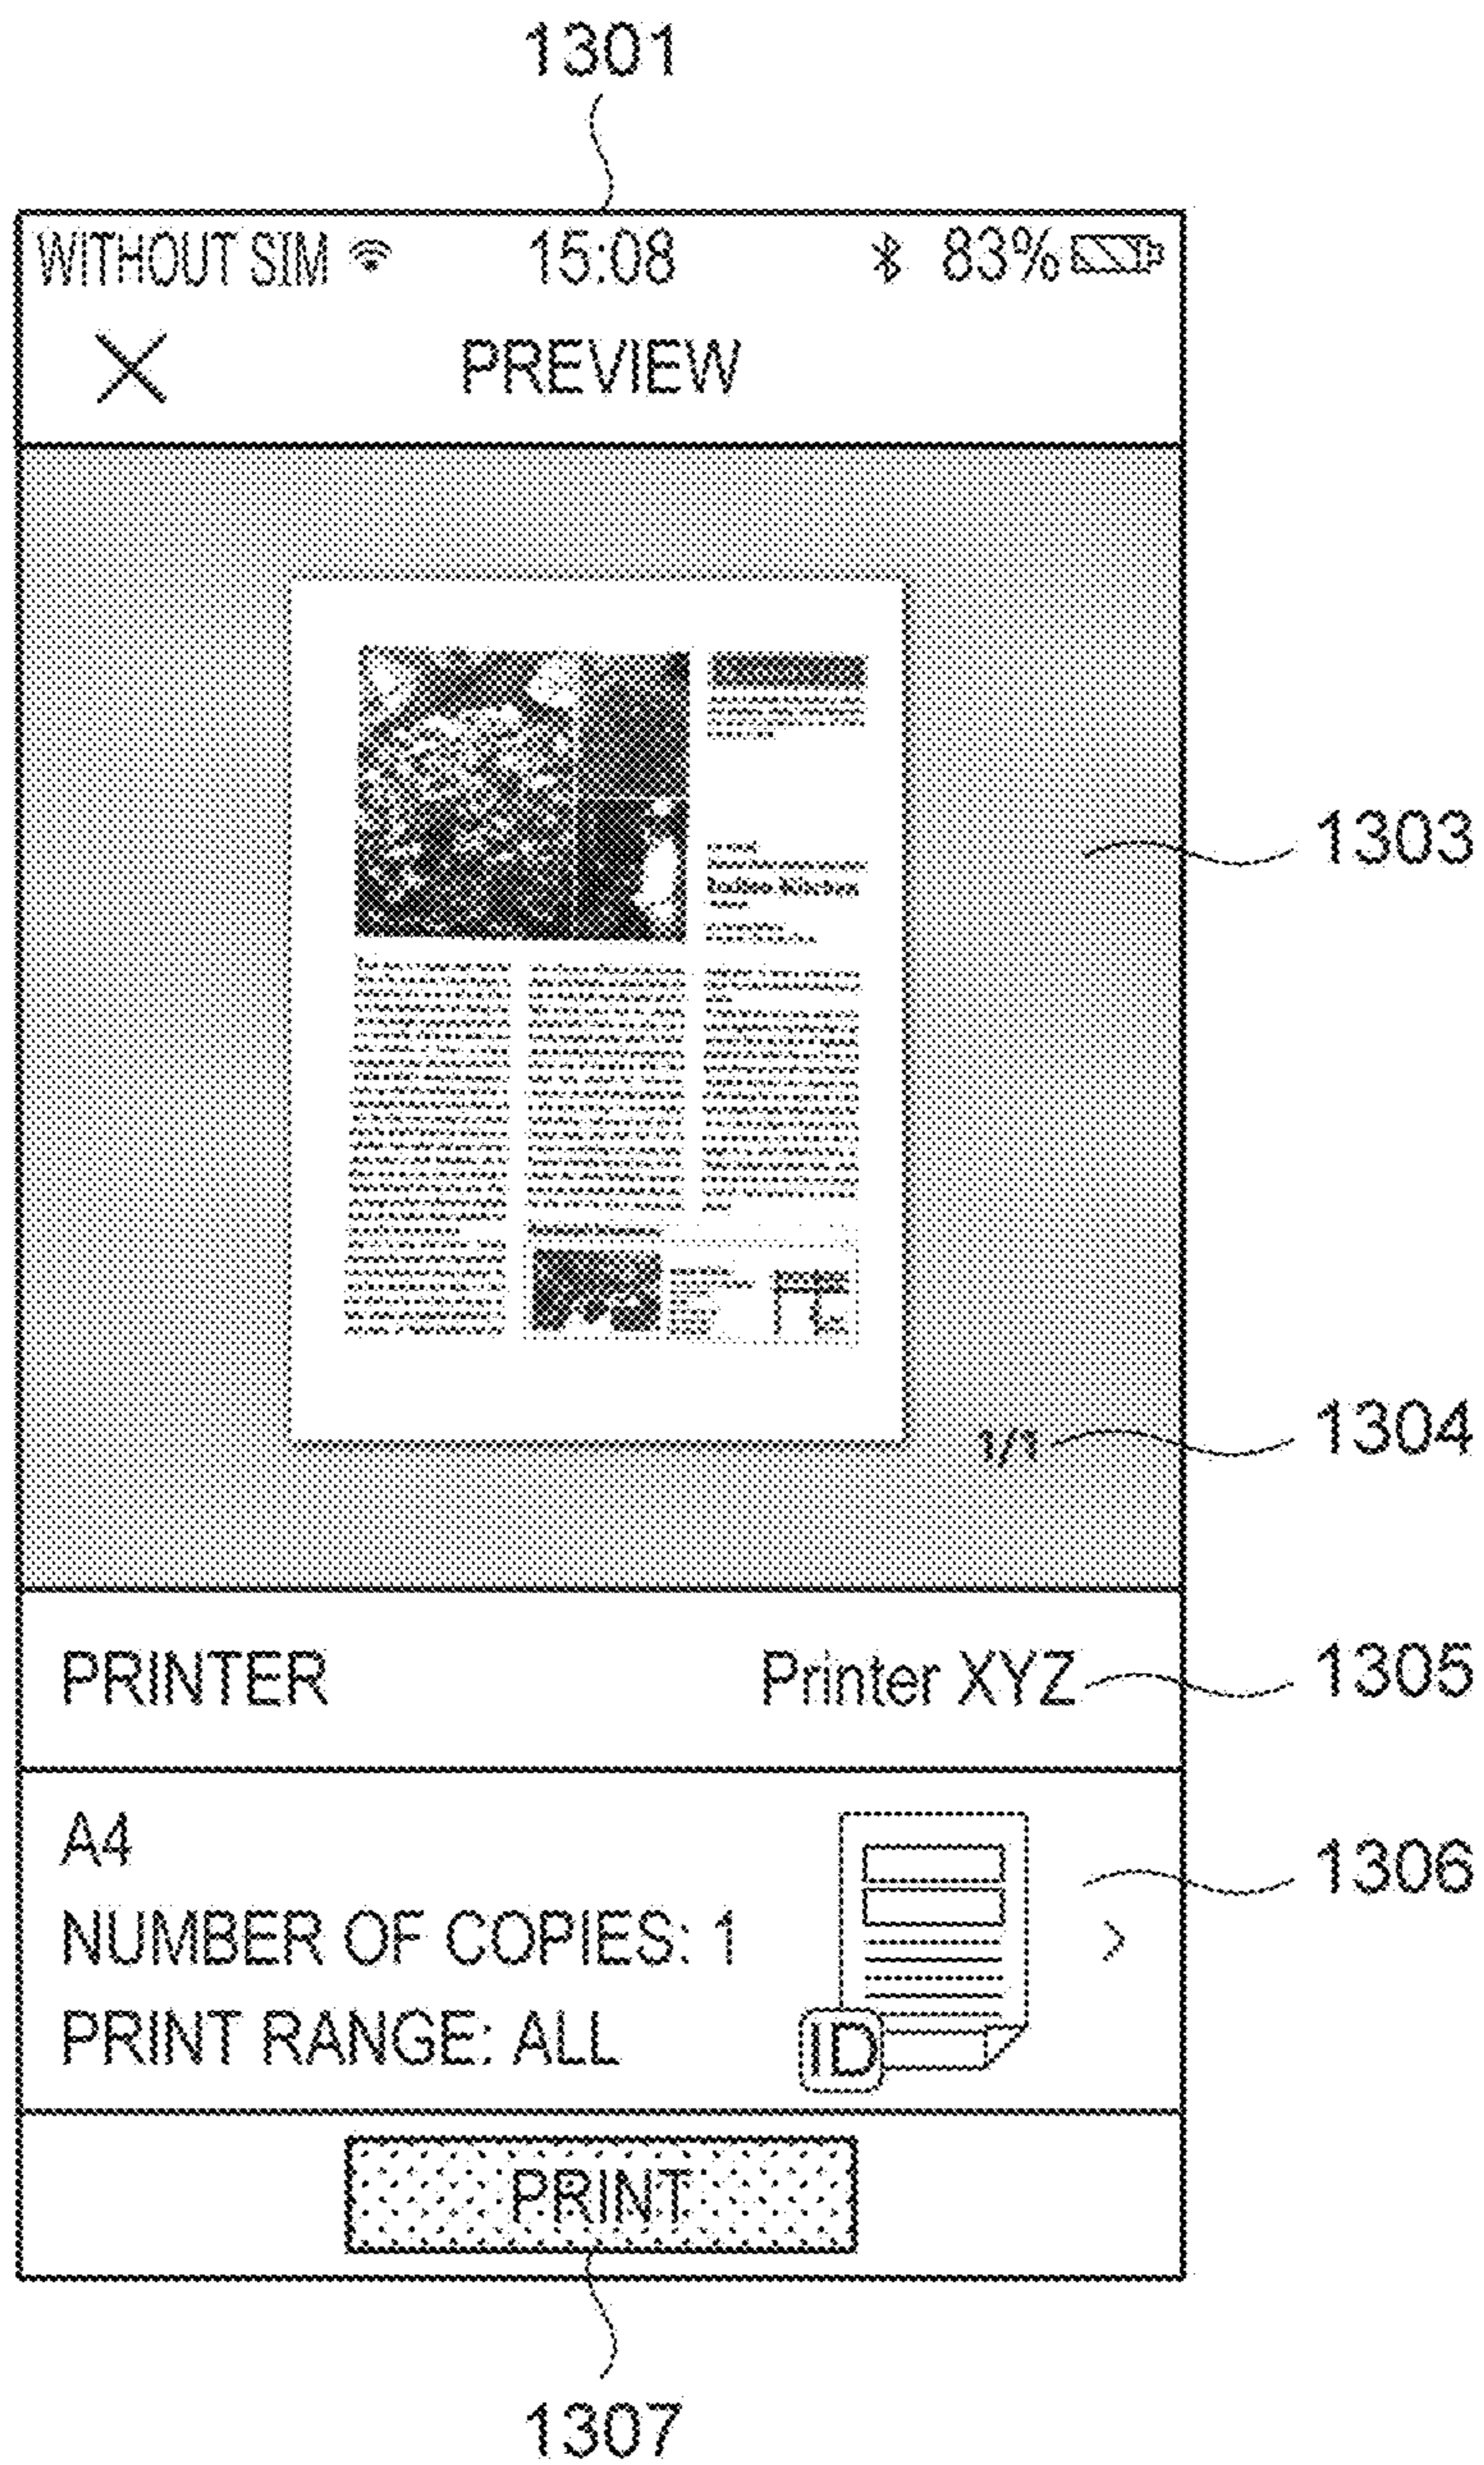 1301
WITHOUT SIM 15:08 83%
PREVIEW
1303
1/1 1304
PRINTER Printer XYZ 1305
A4
1306
NUMBER OF COPIES: 1 >
PRINT RANGE: ALL ID
PRINT
1307